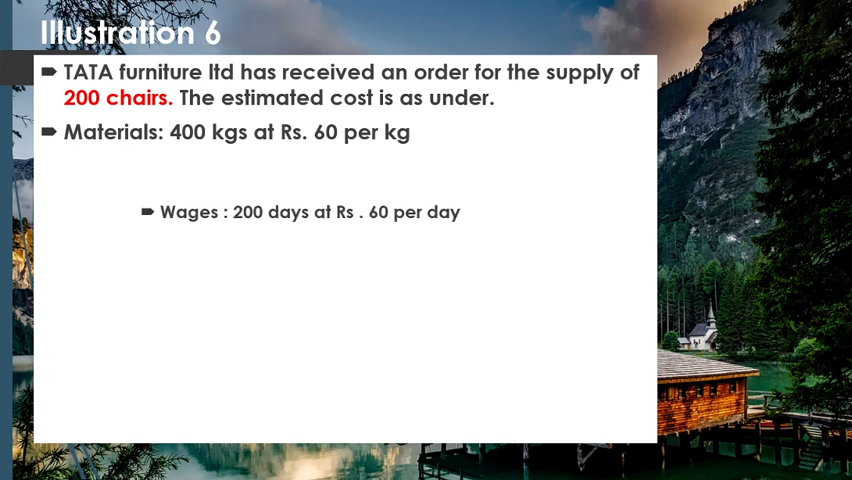 Illustration 6
TATA furniture ltd has received an order for the supply of
200 chairs. The estimated cost is as under.
Materials: 400 kgs at Rs. 60 per kg
Wages : 200 days at Rs . 60 per day